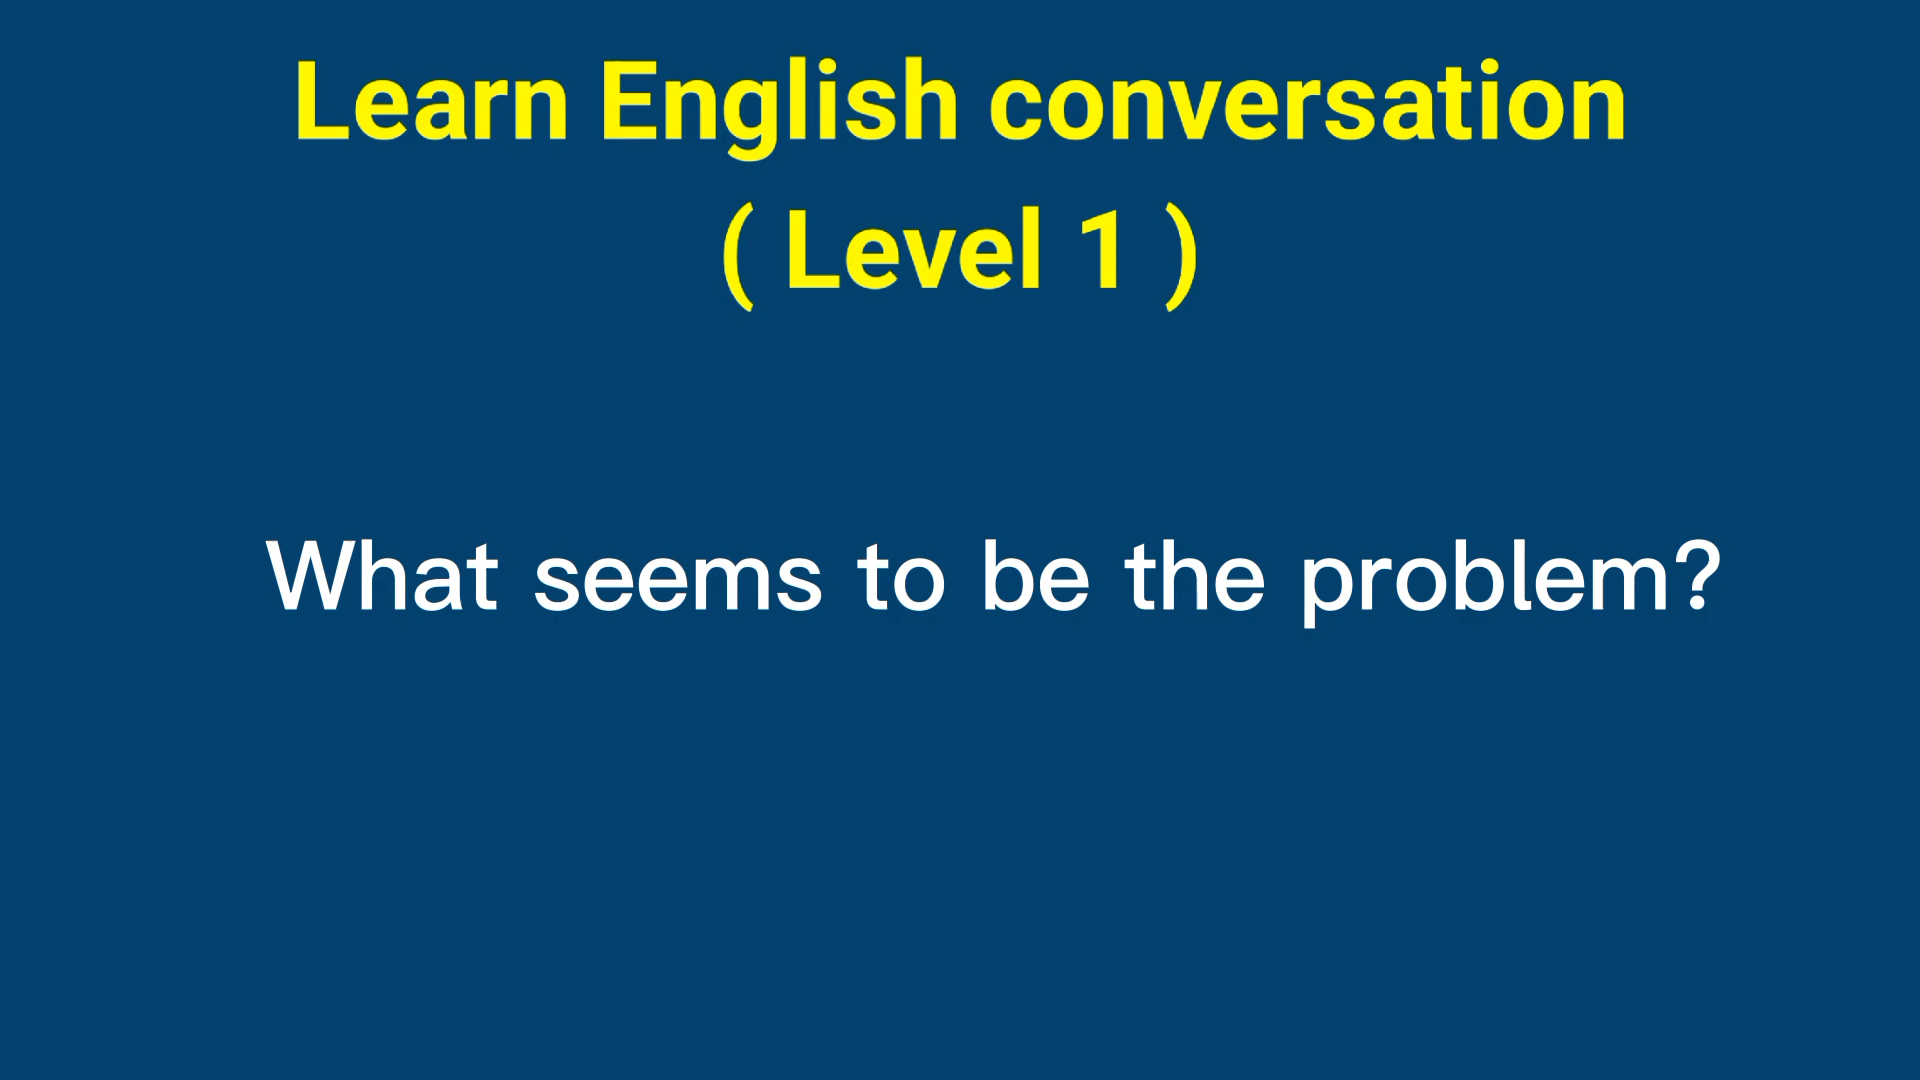 Learn English conversation
( Level 1 )
What seems to be the problem?